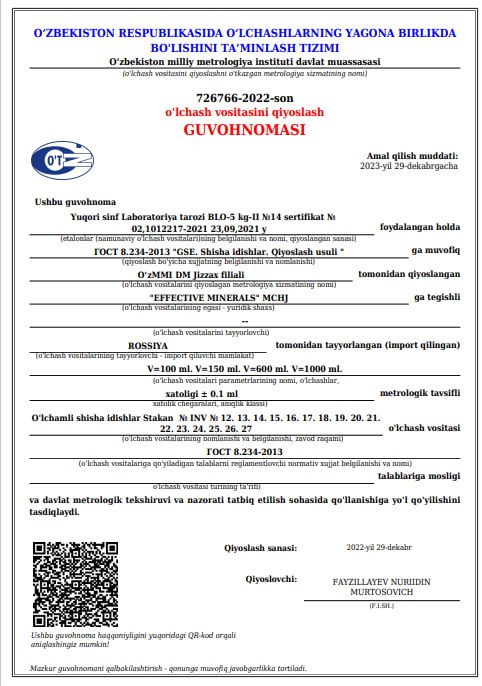 O‘ZBEKISTON RESPUBLIKASIDA O‘LCHASHLARNING YAGONA BIRLIKDA
BO'LISHINI TA’MINLASH TIZIMI
O'zbekiston milliy metrologiya instituti davlat muassasasi
(o'lchash vositasini qiyoslashni o'tkazgan metrologiya xizmatining nomi)
726766-2022-son
o'lchash vositasini qiyoslash
GUVOHNOMASI
O'T
Amal qilish muddati:
2023-yil 29-dekabrgacha
Ushbu guvohnoma
Yuqori sinf Laboratoriya tarozi BLO-5 kg-II №14 sertifikat №
02,1012217-2021 23,09,2021 y
foydalangan holda
(etalonlar (namunaviy o'lchash vositalari)ning belgilanishi va nomi, qiyoslangan sanasi)
ГОСТ 8.234-2013 "GSE. Shisha idishlar. Qiyoslash usuli "
ga muvofiq
(qiyoslash bo'yicha xujjatning belgilanishi va nomlanishi)
O‘zMMI DM Jizzax filiali
tomonidan qiyoslangan
(o'lchash vositalarini qiyoslagan metrologiya xizmatining nomi)
"EFFECTIVE MINERALS" MCHJ
ga tegishli
(o'lchash vositalarining egasi - yuridik shaxs)
--
(o'lchash vositalarini tayyorlovchi)
ROSSIYA
tomonidan tayyorlangan (import qilingan)
(o'lchash vositalarining tayyorlovchi - import qiluvchi mamlakat)
V=100 ml. V=150 ml. V=600 ml. V=1000 ml.
(o'lchash vositalari parametrlarining nomi, o'lchashlar,
xatoligi ± 0.1 ml
metrologik tavsifli
xatolik chegaralari, aniqlik klassi)
O'lchamli shisha idishlar Stakan № INV № 12. 13. 14. 15. 16. 17. 18. 19. 20. 21.
22. 23. 24. 25. 26. 27
o'lchash vositasi
(o'lchash vositalarining nomlanishi va belgilanishi, zavod raqami)
ГОСТ 8.234-2013
(o'lchash vositalariga qo'yiladigan talablarni reglamentlovchi normativ xujjat belgilanishi va nomi)
talablariga mosligi
o'lchash vositasi turining ta'rifi)
va davlat metrologik tekshiruvi va nazorati tatbiq etilish sohasida qo'llanishiga yo'l qo'yilishini
tasdiqlaydi.
Qiyoslash sanasi:
2022-yil 29-dekabr
Qiyoslovchi:
FAYZILLAYEV NURIIDIN
MURTOSOVICH
(F.I.SH.)
Ushbu guvohnoma haqqoniyligini yuqoridagi QR-kod orqali
aniqlashingiz mumkin!
Mazkur guvohnomani qalbakilashtirish - qonunga muvofiq javobgarlikka tortiladi.